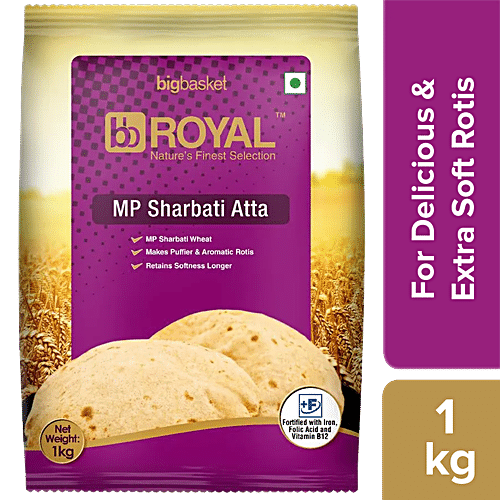 bigbasket
bb ROYAL™
Nature's Finest Selection
MP Sharbati Atta
MP Sharbati Wheat
Makes Puffier & Aromatic Rotis
Retains Softness Longer
Net
Weight:
1kg
+F
Fortified with Iron,
Folic Acid and
Vitamin B12
For Delicious &
Extra Soft Rotis
1
kg